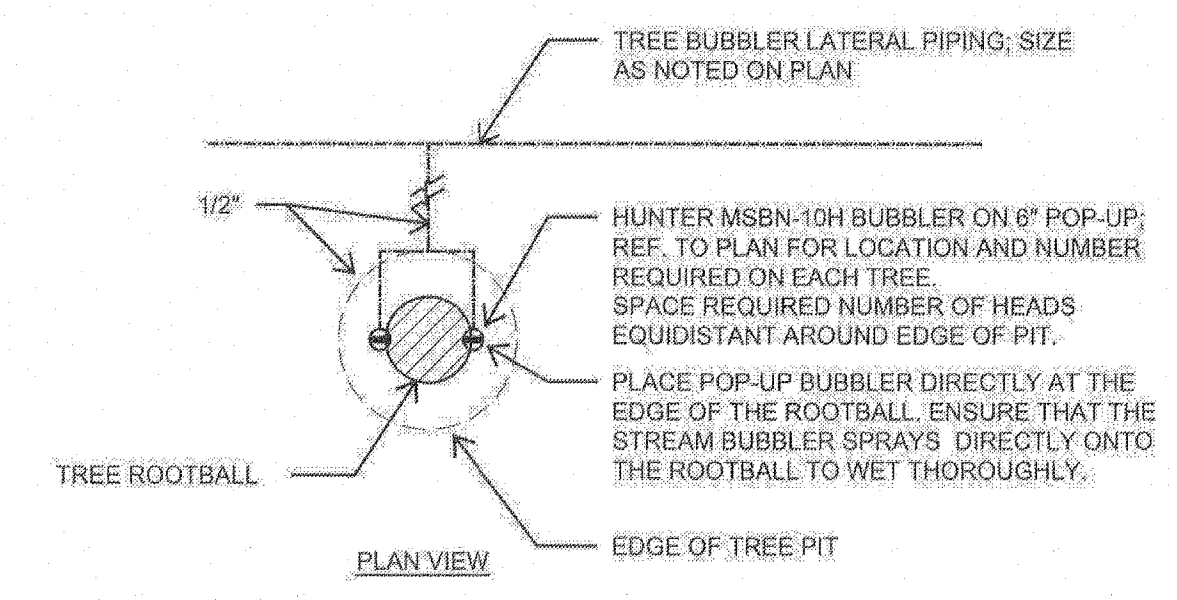 TREE BUBBLER LATERAL PIPING; SIZE
AS NOTED ON PLAN
1/2"
HUNTER MSBN-10H BUBBLER ON 6" POP-UP;
REF. TO PLAN FOR LOCATION AND NUMBER
REQUIRED ON EACH TREE.
SPACE REQUIRED NUMBER OF HEADS
EQUIDISTANT AROUND EDGE OF PIT.
PLACE POP-UP BUBBLER DIRECTLY AT THE
EDGE OF THE ROOTBALL. ENSURE THAT THE
STREAM BUBBLER SPRAYS DIRECTLY ONTO
THE ROOTBALL TO WET THOROUGHLY.
TREE ROOTBALL
EDGE OF TREE PIT
PLAN VIEW